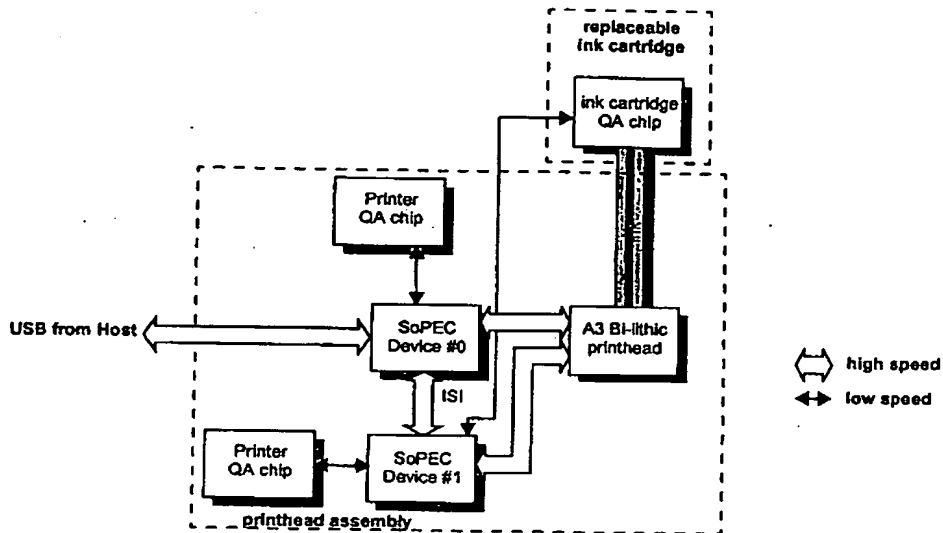 replaceable
ink cartridge
ink cartridge
QA chip
Printer
QA chip
USB from Host
SoPEC
Device #0
A3 Bi-lithic
printhead
high speed
low speed
ISI
Printer
QA chip
SoPEC
Device #1
printhead assembly